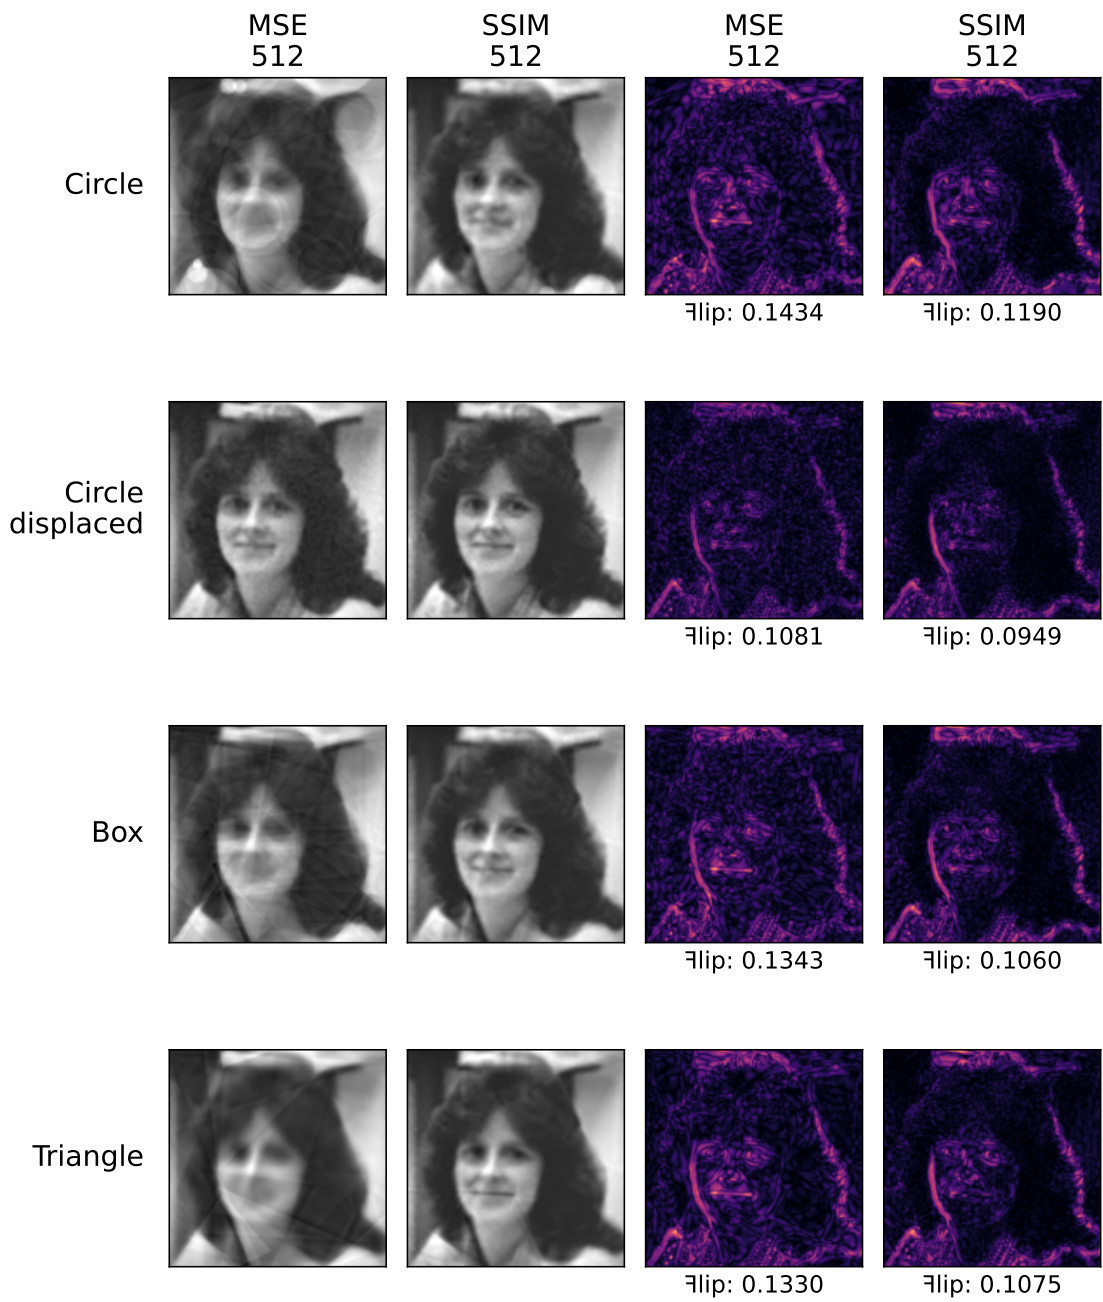 MSE
512
SSIM
512
MSE
512
SSIM
512
Circle
ꟻlip: 0.1434
ꟻlip: 0.1190
Circle
displaced
ꟻlip: 0.1081
ꟻlip: 0.0949
Box
ꟻlip: 0.1343
ꟻlip: 0.1060
Triangle
ꟻlip: 0.1330
ꟻlip: 0.1075